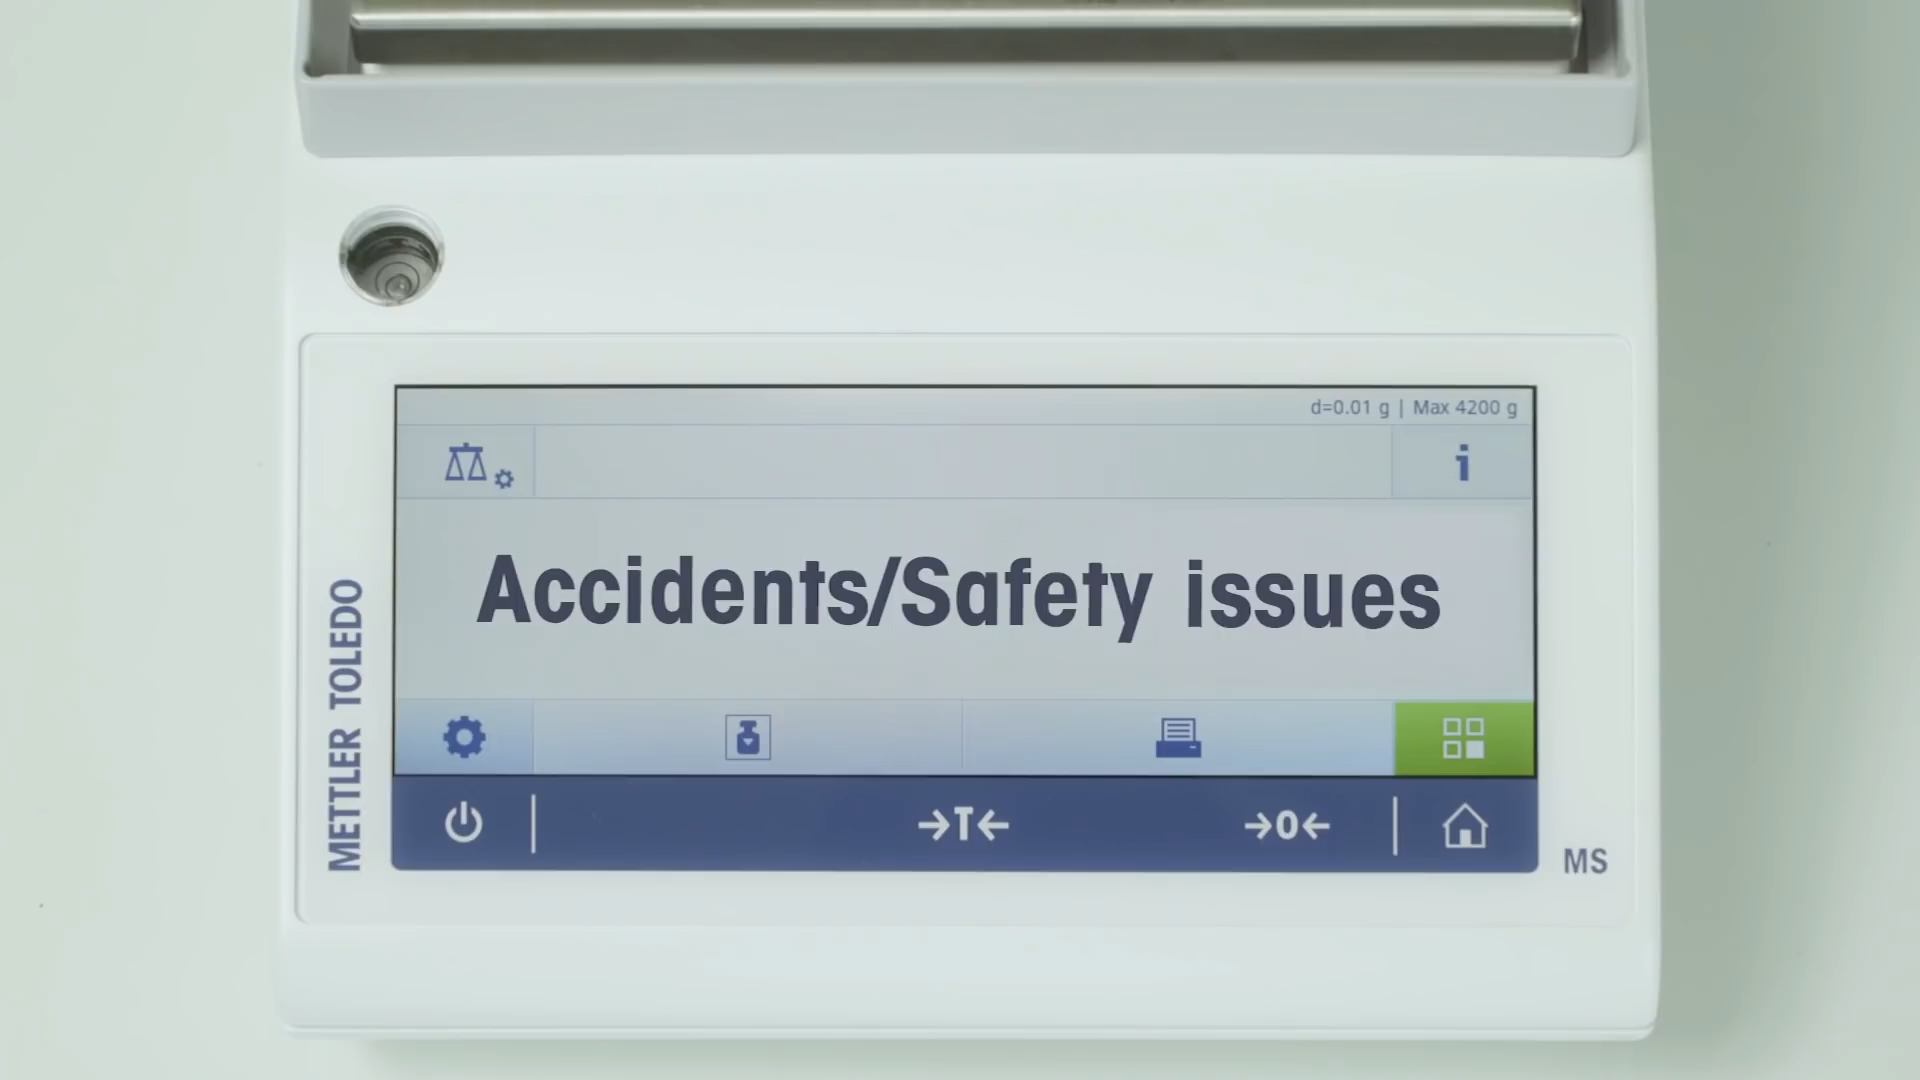 d=0.01 g | Max 4200 g
i
Accidents/Safety issues
→T←
→0←
METTLER TOLEDO
MS